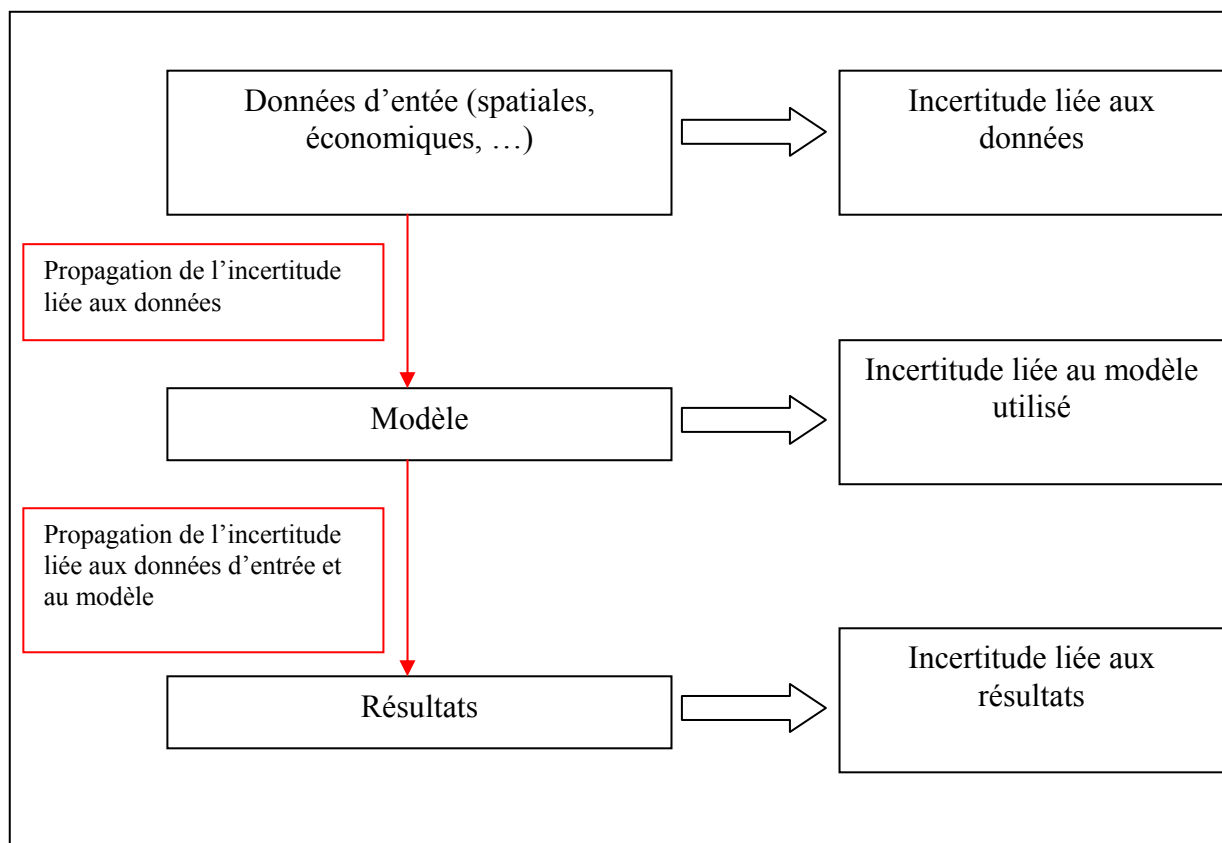 Données d’entée (spatiales,
économiques, …)
Incertitude liée aux
données
Propagation de l’incertitude
liée aux données
Modèle
Incertitude liée au modèle
utilisé
Propagation de l’incertitude
liée aux données d’entrée et
au modèle
Résultats
Incertitude liée aux
résultats